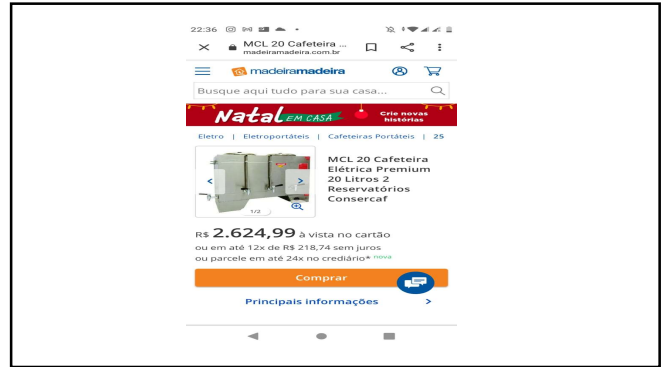 22:36
MCL 20 Cafeteira ...
madeiramadeira.com.br
madeiramadeira
Busque aqui tudo para sua casa...
Natal EM CASA
Crie novas
histórias
Eletro | Eletroportáteis | Cafeteiras Portáteis | 25
MCL 20 Cafeteira
Elétrica Premium
20 Litros 2
Reservatórios
Consercaf
1/2
R$ 2.624,99 à vista no cartão
ou em até 12x de R$ 218,74 sem juros
ou parcele em até 24x no crediário* nova
Comprar
Principais informações